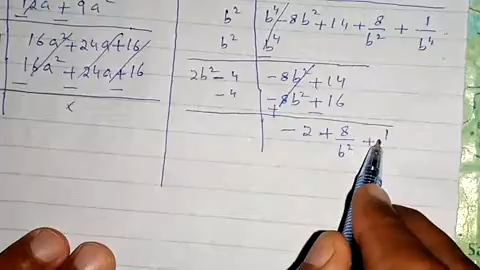 12a + 9a²
16a² + 24a + 16
16a² + 24a + 16
x
b² b⁴ - 8b² + 14 + 8/b² + 1/b⁴
b² b⁴
2b² - 4 - 8b² + 14
- 4 - 8b² + 16
+ -
- 2 + 8/b² + 1